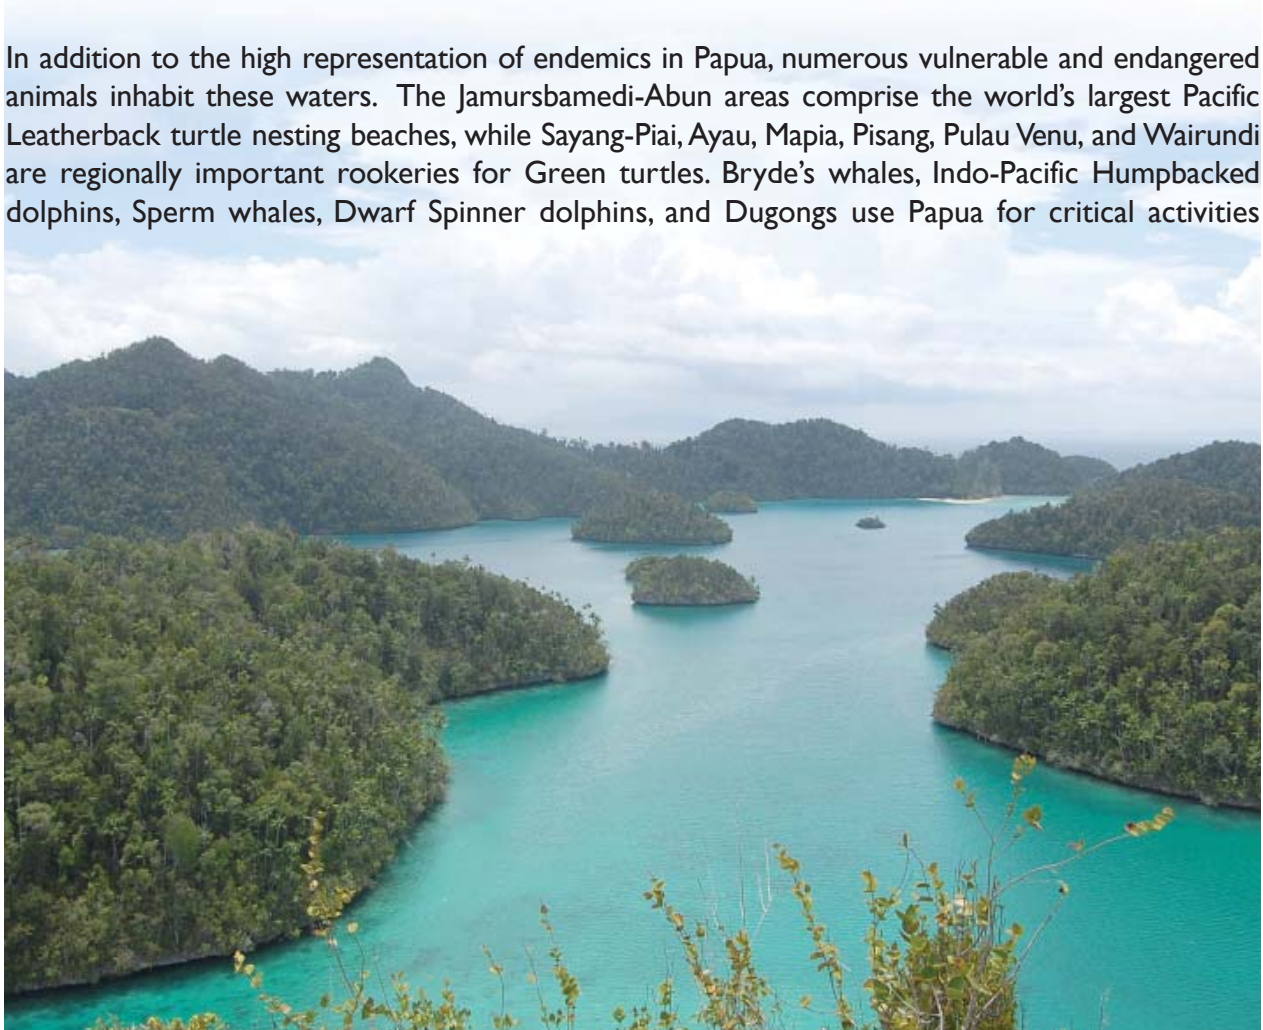 In addition to the high representation of endemics in Papua, numerous vulnerable and endangered
animals inhabit these waters. The Jamursbamedi-Abun areas comprise the world’s largest Pacific
Leatherback turtle nesting beaches, while Sayang-Piai, Ayau, Mapia, Pisang, Pulau Venu, and Wairundi
are regionally important rookeries for Green turtles. Bryde’s whales, Indo-Pacific Humpbacked
dolphins, Sperm whales, Dwarf Spinner dolphins, and Dugongs use Papua for critical activities